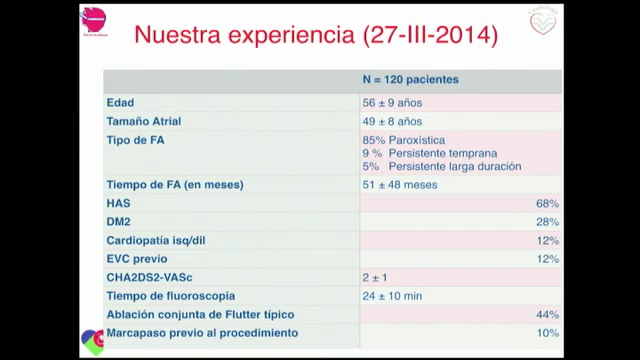 Nuestra experiencia (27-III-2014)
N = 120 pacientes
Edad 56 ± 9 años
Tamaño Atrial 49 ± 8 años
Tipo de FA 85% Paroxística
9 % Persistente temprana
5% Persistente larga duración
Tiempo de FA (en meses) 51 ± 48 meses
HAS 68%
DM2 28%
Cardiopatía isq/dil 12%
EVC previo 12%
CHA2DS2-VASc 2 ± 1
Tiempo de fluoroscopia 24 ± 10 min
Ablación conjunta de Flutter típico 44%
Marcapaso previo al procedimiento 10%